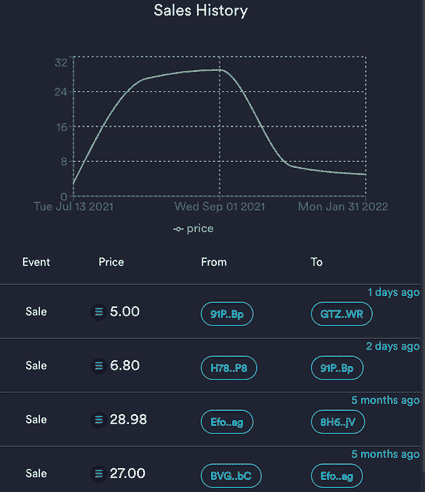 Sales History
32
24
16
8
0
Tue Jul 13 2021 Wed Sep 01 2021 Mon Jan 31 2022
price
Event Price From To
1 days ago
Sale 5.00 91P..Bp GTZ..WR
2 days ago
Sale 6.80 H78..P8 91P..Bp
5 months ago
Sale 28.98 Efo..ag 8H6..jV
5 months ago
Sale 27.00 BVG..bC Efo..ag